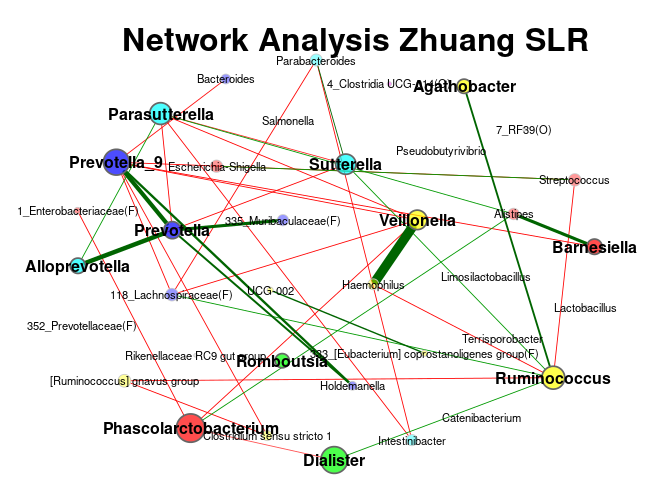 Network Analysis Zhuang SLR
Parabacteroides
Bacteroides
4_Clostridia UCG-014(O)
Agathobacter
Parasutterella
Salmonella
7_RF39(O)
Pseudobutyrivibrio
Prevotella_9
Escherichia-Shigella
Sutterella
Streptococcus
1_Enterobacteriaceae(F)
Prevotella
335_Muribaculaceae(F)
Veillonella
Alistipes
Barnesiella
Alloprevotella
118_Lachnospiraceae(F)
UCG-002
Haemophilus
Limosilactobacillus
Lactobacillus
352_Prevotellaceae(F)
Terrisporobacter
Rikenellaceae RC9 gut group
Romboutsia
333_[Eubacterium] coprostanoligenes group(F)
[Ruminococcus] gnavus group
Holdemanella
Ruminococcus
Catenibacterium
Phascolarctobacterium
Clostridium sensu stricto 1
Intestinibacter
Dialister